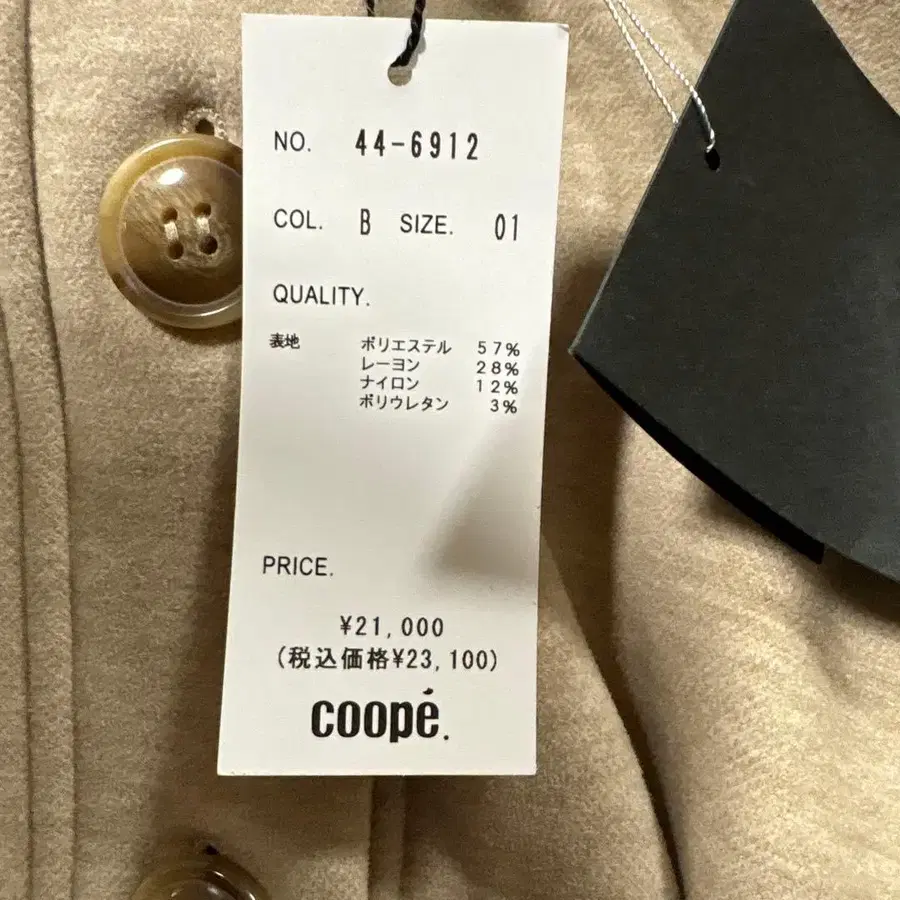 NO. 44-6912
COL. B SIZE. 01
QUALITY.
表地 ポリエステル 57%
レーヨン 28%
ナイロン 12%
ポリウレタン 3%
PRICE.
¥21,000
(税込価格¥23,100)
coopé.